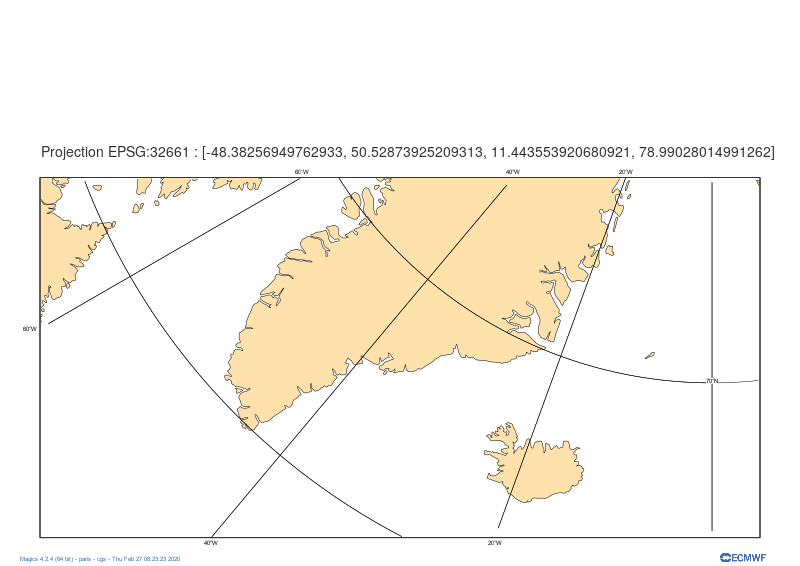 Projection EPSG:32661 : [-48.38256949762933, 50.52873925209313, 11.443553920680921, 78.99028014991262]
60°W 40°W 20°W
60°W
70°N
40°W 20°W
Magics 4.2.4 (64 bit) - paris - cgs - Thu Feb 27 08:23:23 2020
ECMWF